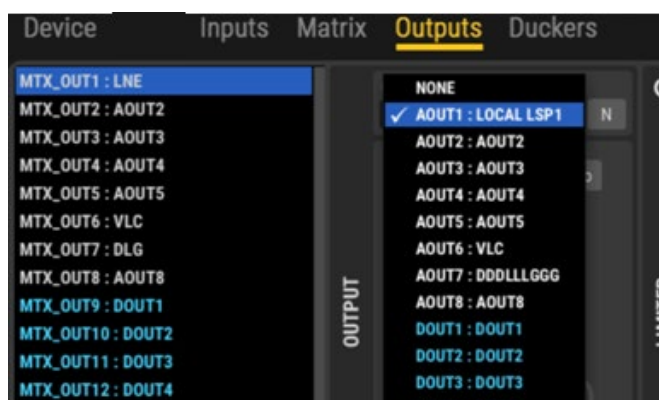 Device Inputs Matrix Outputs Duckers
MTX_OUT1 : LNE
MTX_OUT2 : AOUT2
MTX_OUT3 : AOUT3
MTX_OUT4 : AOUT4
MTX_OUT5 : AOUT5
MTX_OUT6 : VLC
MTX_OUT7 : DLG
MTX_OUT8 : AOUT8
MTX_OUT9 : DOUT1
MTX_OUT10 : DOUT2
MTX_OUT11 : DOUT3
MTX_OUT12 : DOUT4
OUTPUT
NONE
✓ AOUT1 : LOCAL LSP1
AOUT2 : AOUT2
AOUT3 : AOUT3
AOUT4 : AOUT4
AOUT5 : AOUT5
AOUT6 : VLC
AOUT7 : DDDLLLGGG
AOUT8 : AOUT8
DOUT1 : DOUT1
DOUT2 : DOUT2
DOUT3 : DOUT3
N